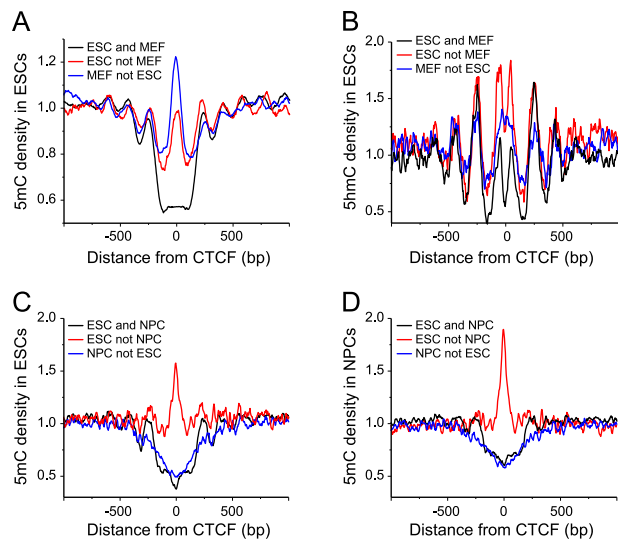 A
5mC density in ESCs
ESC and MEF
ESC not MEF
MEF not ESC
1.2
1.0
0.8
0.6
-500 0 500
Distance from CTCF (bp)
B
5hmC density in ESCs
ESC and MEF
ESC not MEF
MEF not ESC
2.0
1.5
1.0
0.5
-500 0 500
Distance from CTCF (bp)
C
5mC density in ESCs
ESC and NPC
ESC not NPC
NPC not ESC
2.0
1.5
1.0
0.5
-500 0 500
Distance from CTCF (bp)
D
5mC density in NPCs
ESC and NPC
ESC not NPC
NPC not ESC
2.0
1.5
1.0
0.5
-500 0 500
Distance from CTCF (bp)